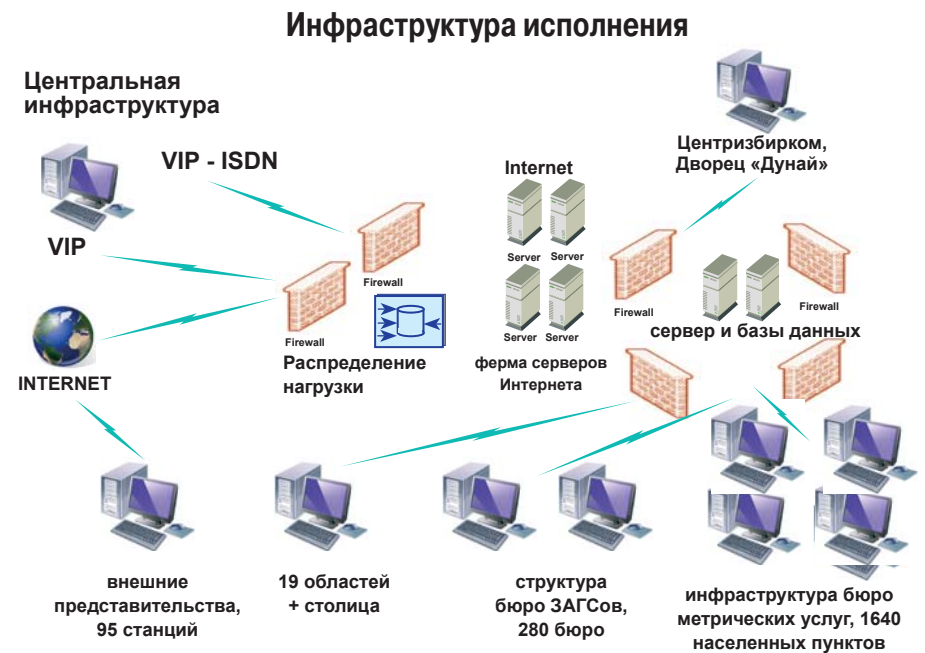 Инфраструктура исполнения
Центральная
инфраструктура
VIP - ISDN
VIP
INTERNET
Firewall
Firewall
Распределение
нагрузки
Internet
Server Server
Server Server
ферма серверов
Интернета
Центризбирком,
Дворец «Дунай»
Firewall
Firewall
сервер и базы данных
внешние
представительства,
95 станций
19 областей
+ столица
структура
бюро ЗАГСов,
280 бюро
инфраструктура бюро
метрических услуг, 1640
населенных пунктов